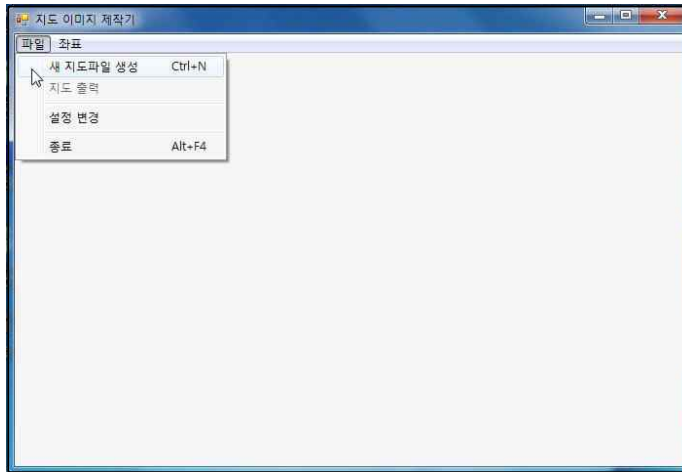 지도 이미지 제작기
파일 좌표
새 지도파일 생성 Ctrl+N
지도 출력
설정 변경
종료 Alt+F4